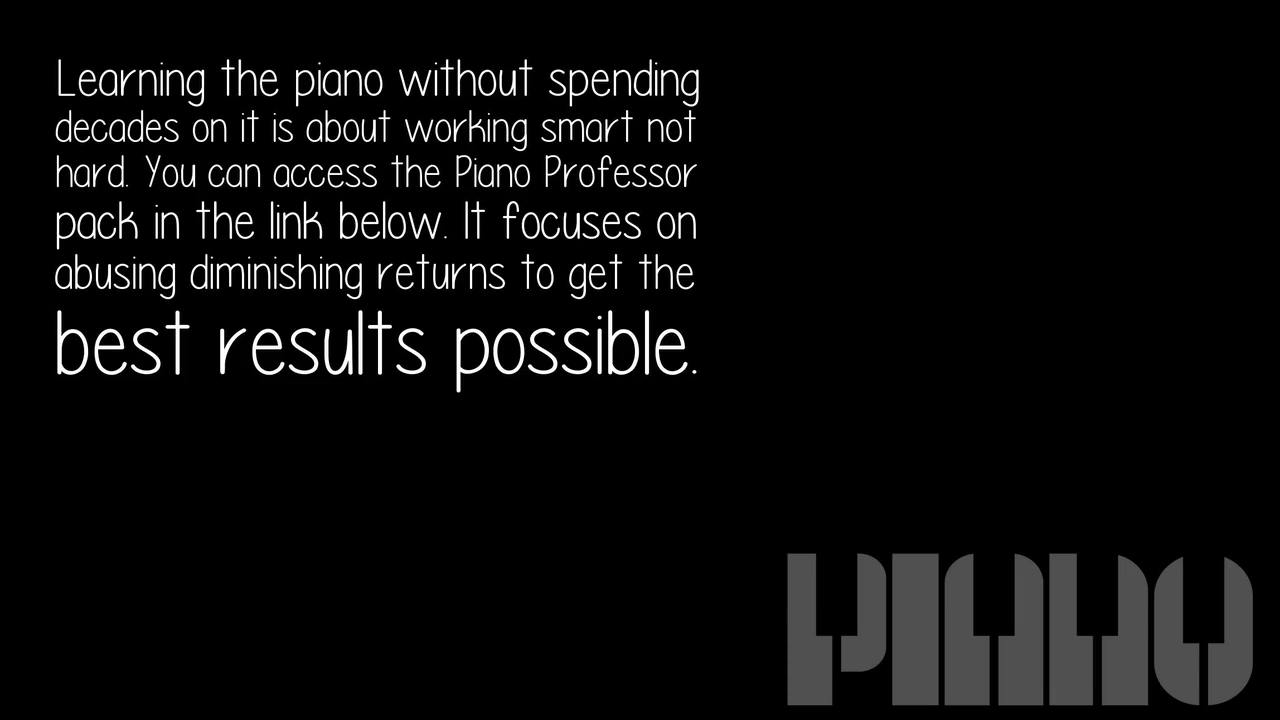 Learning the piano without spending
decades on it is about working smart not
hard. You can access the Piano Professor
pack in the link below. It focuses on
abusing diminishing returns to get the
best results possible.
PIANO